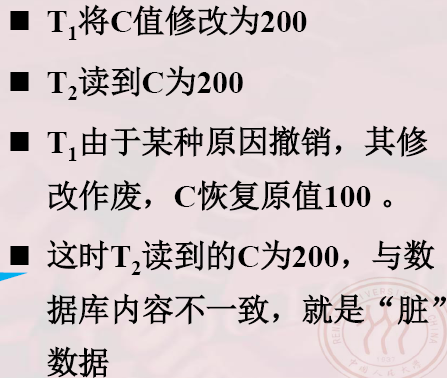 ■ T₁将C值修改为200
■ T₂读到C为200
■ T₁由于某种原因撤销，其修
改作废，C恢复原值100 。
■ 这时T₂读到的C为200，与数
据库内容不一致，就是“脏”
数据